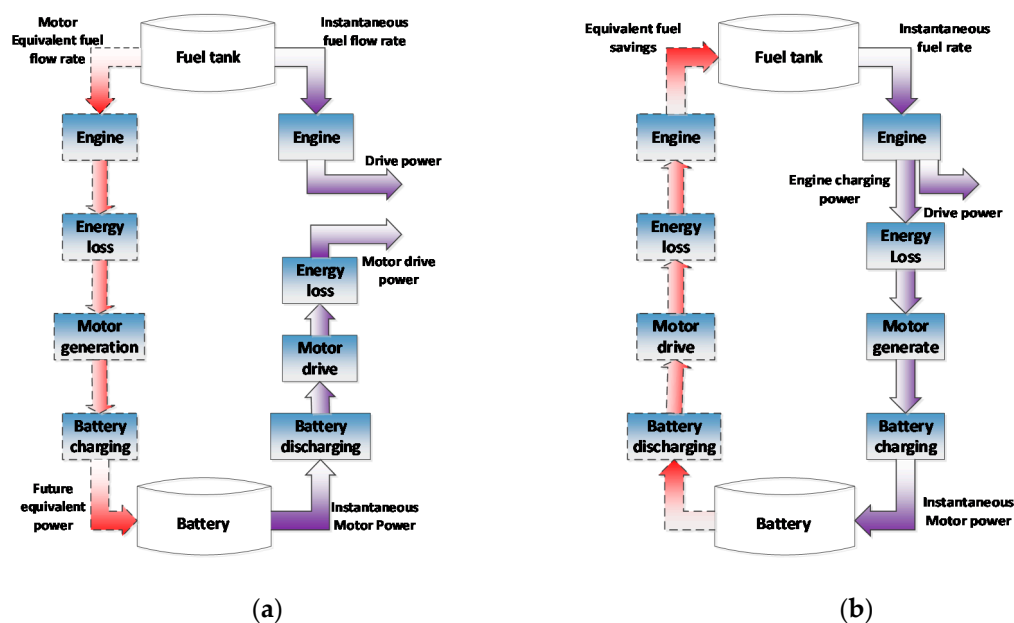 Motor
Equivalent fuel
flow rate
Fuel tank
Instantaneous
fuel flow rate
Engine
Engine
Drive power
Energy
loss
Motor drive
power
Energy
loss
Motor
generation
Motor
drive
Battery
charging
Battery
discharging
Future
equivalent
power
Battery
Instantaneous
Motor Power
(a)
Equivalent fuel
savings
Fuel tank
Instantaneous
fuel rate
Engine
Engine
Engine charging
power
Drive power
Energy
loss
Energy
Loss
Motor
drive
Motor
generate
Battery
discharging
Battery
charging
Battery
Instantaneous
Motor power
(b)